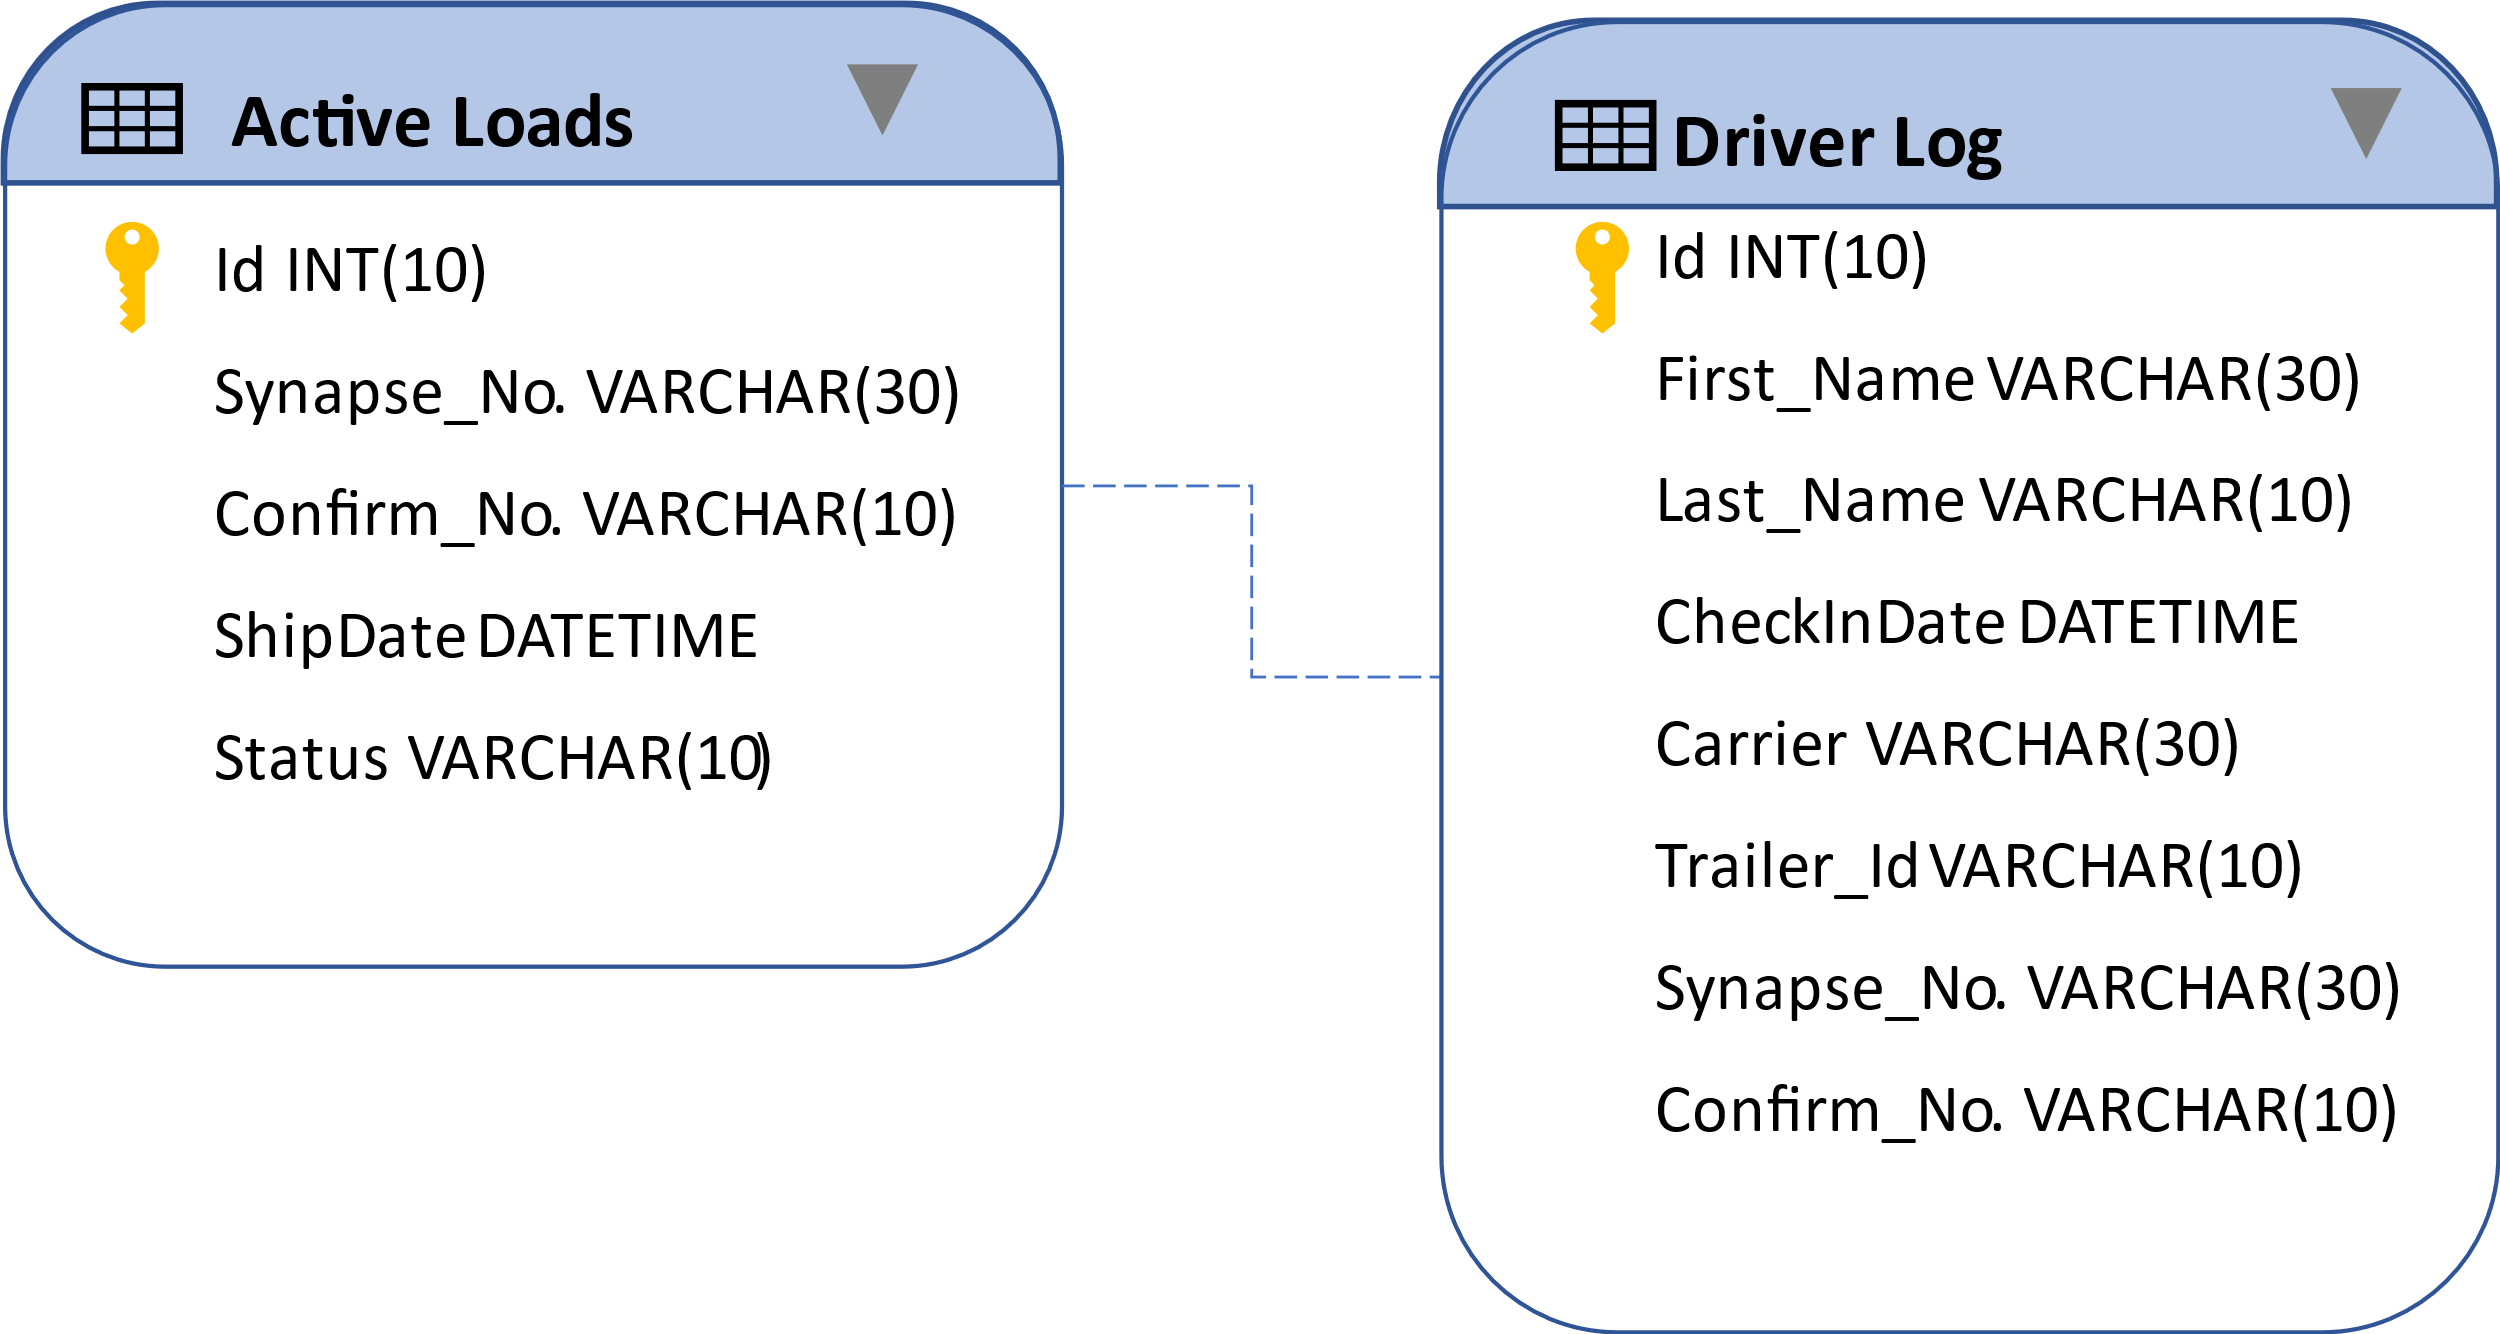 Active Loads
Id INT(10)
Synapse_No. VARCHAR(30)
Confirm_No. VARCHAR(10)
ShipDate DATETIME
Status VARCHAR(10)
Driver Log
Id INT(10)
First_Name VARCHAR(30)
Last_Name VARCHAR(10)
CheckInDate DATETIME
Carrier VARCHAR(30)
Trailer_Id VARCHAR(10)
Synapse_No. VARCHAR(30)
Confirm_No. VARCHAR(10)